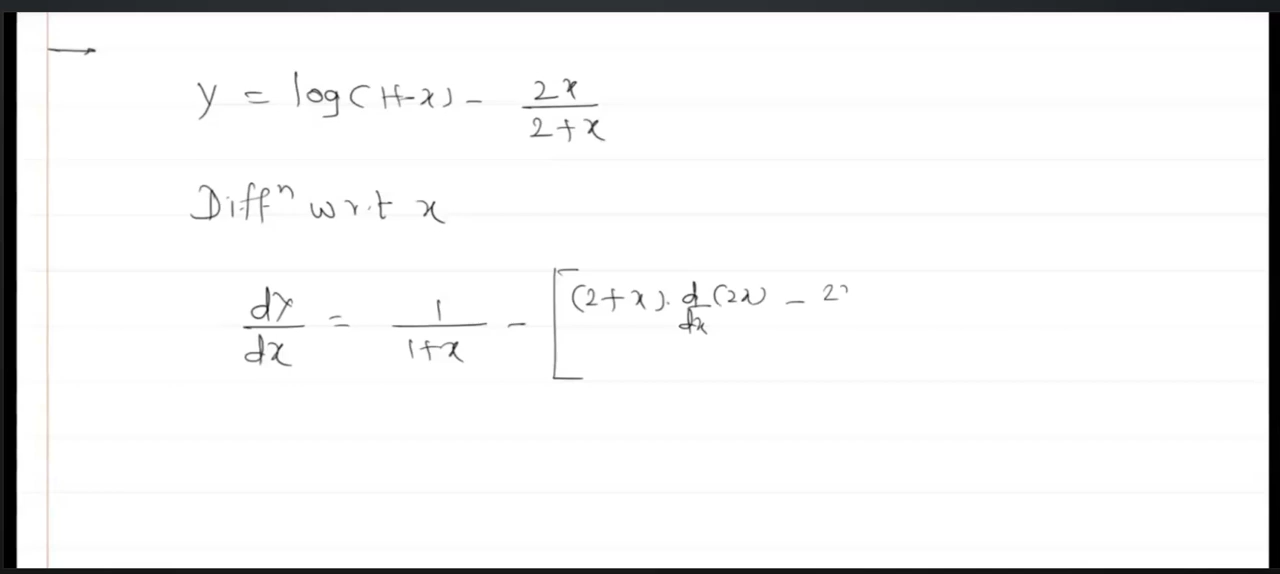 →
y = log(1+x) - 2x/(2+x)
Diffⁿ w.r.t x
dy/dx = 1/(1+x) - [(2+x). d/dx (2x) - 2